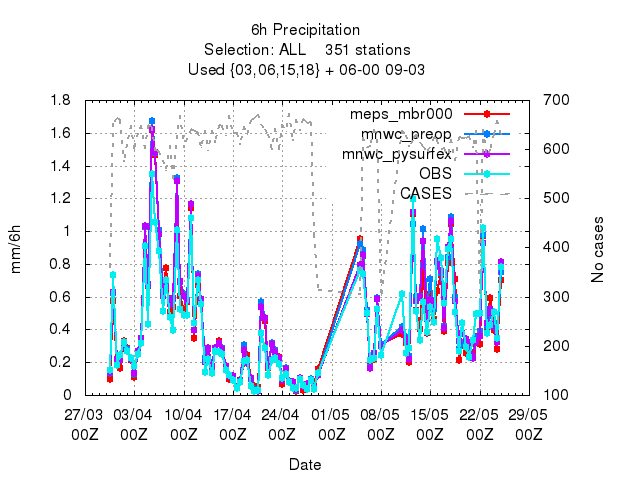 6h Precipitation
Selection: ALL    351 stations
Used {03,06,15,18} + 06-00 09-03
meps_mbr000
mnwc_preop
mnwc_pysurfex
OBS
CASES
1.8
1.6
1.4
1.2
1
0.8
0.6
0.4
0.2
0
mm/6h
700
600
500
400
300
200
100
No cases
27/03 03/04 10/04 17/04 24/04 01/05 08/05 15/05 22/05 29/05
00Z 00Z 00Z 00Z 00Z 00Z 00Z 00Z 00Z 00Z
Date